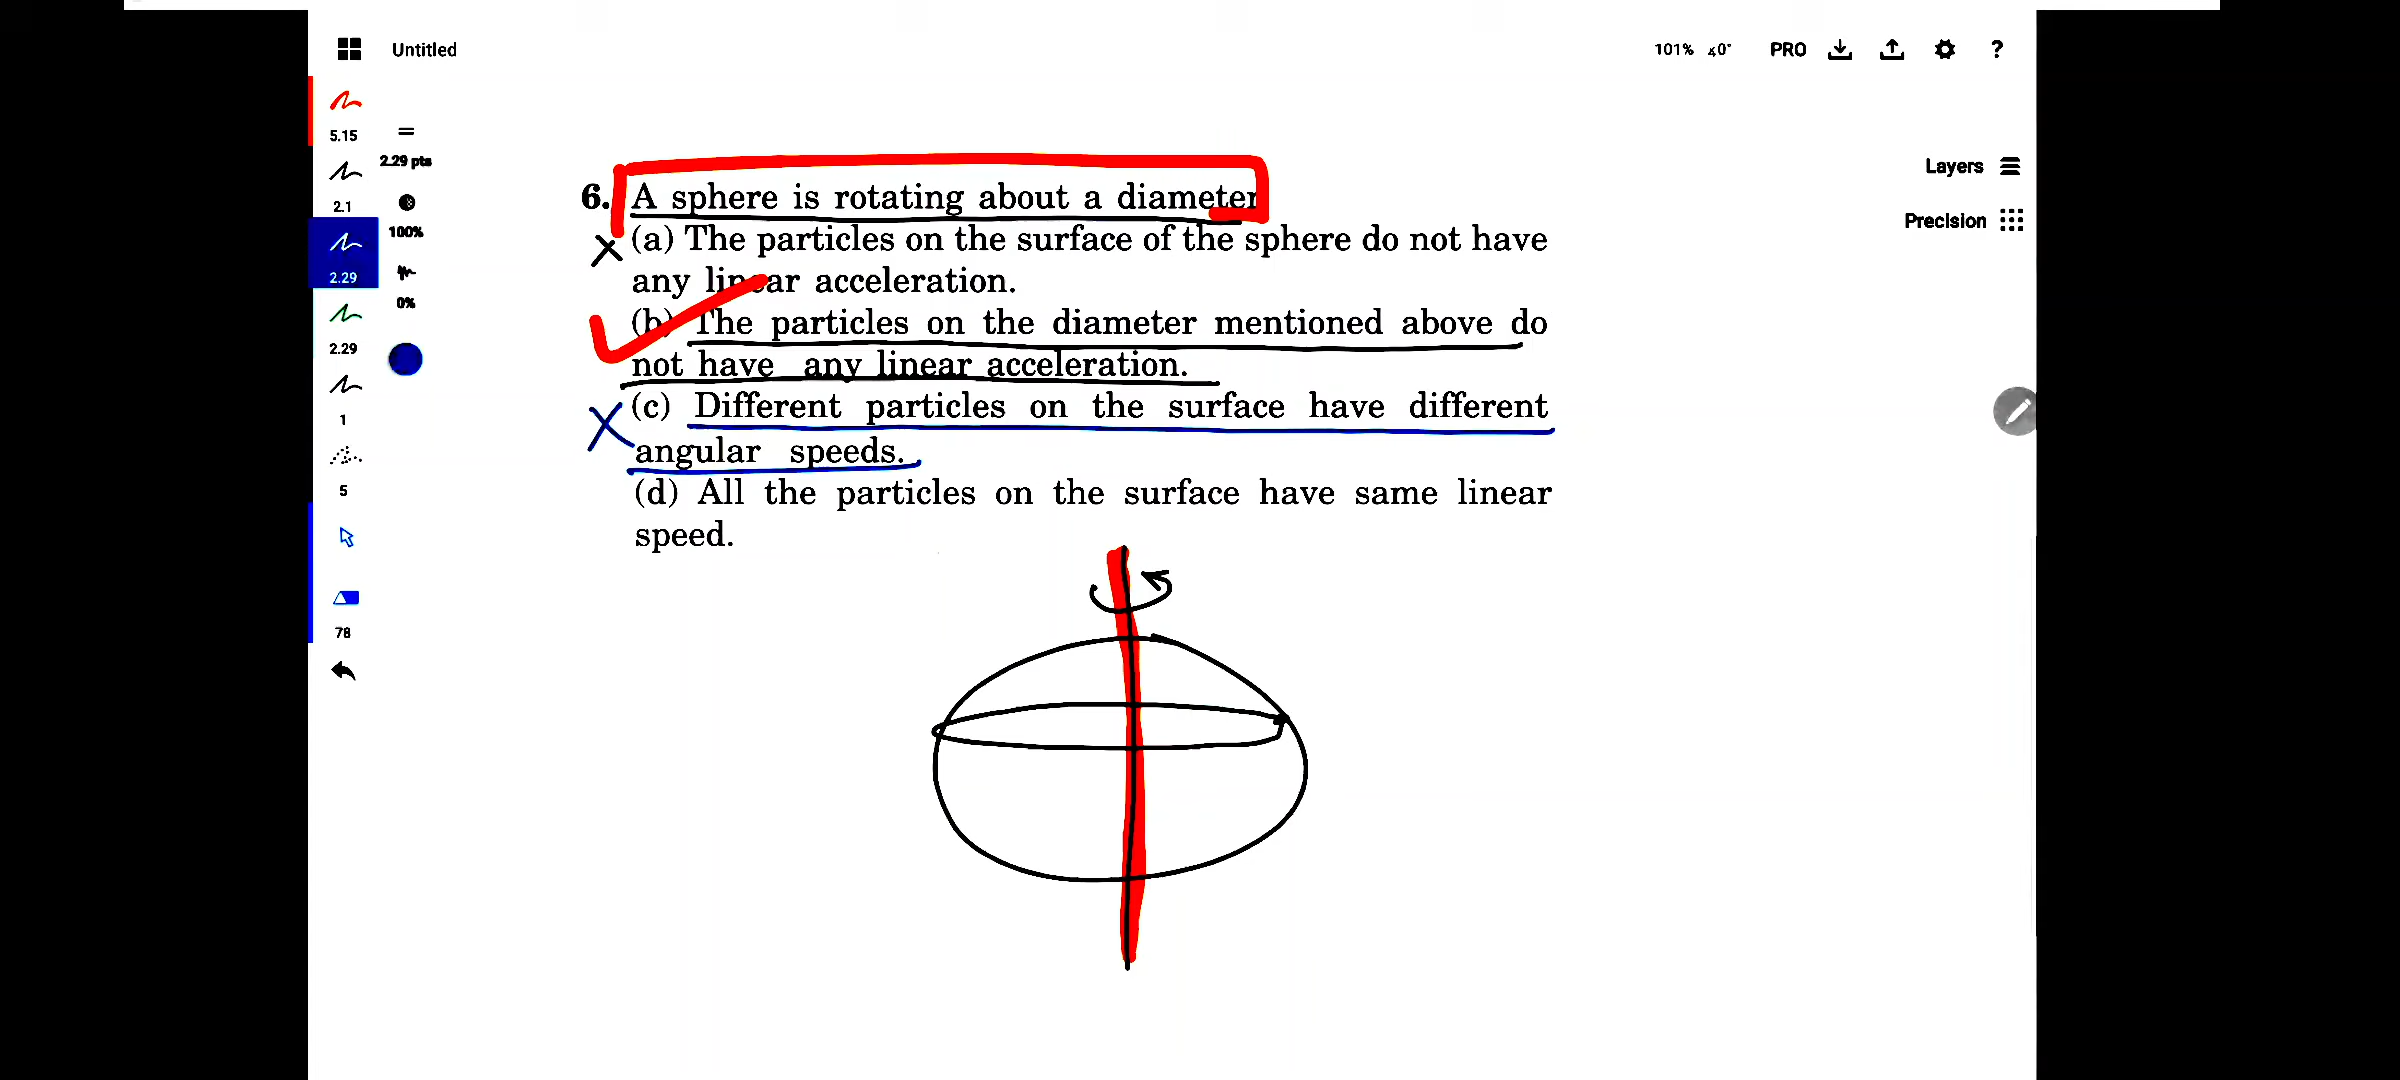 Untitled
101% 40°
PRO
?
5.15
2.29 pts
2.1
100%
2.29
0%
2.29
1
5
78
Layers
Precision
6. A sphere is rotating about a diameter
(a) The particles on the surface of the sphere do not have
any linear acceleration.
(b) The particles on the diameter mentioned above do
not have any linear acceleration.
(c) Different particles on the surface have different
angular speeds.
(d) All the particles on the surface have same linear
speed.